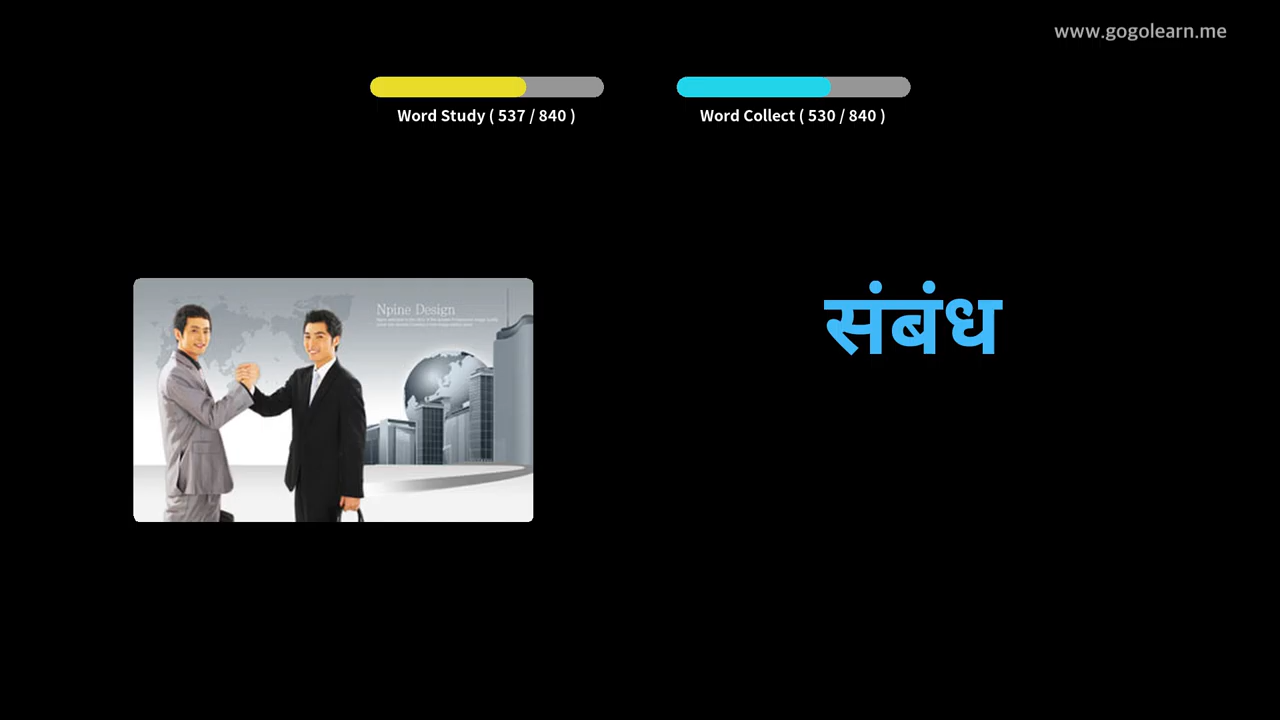 www.gogolearn.me
Word Study ( 537 / 840 )
Word Collect ( 530 / 840 )
Npine Design
संबंध